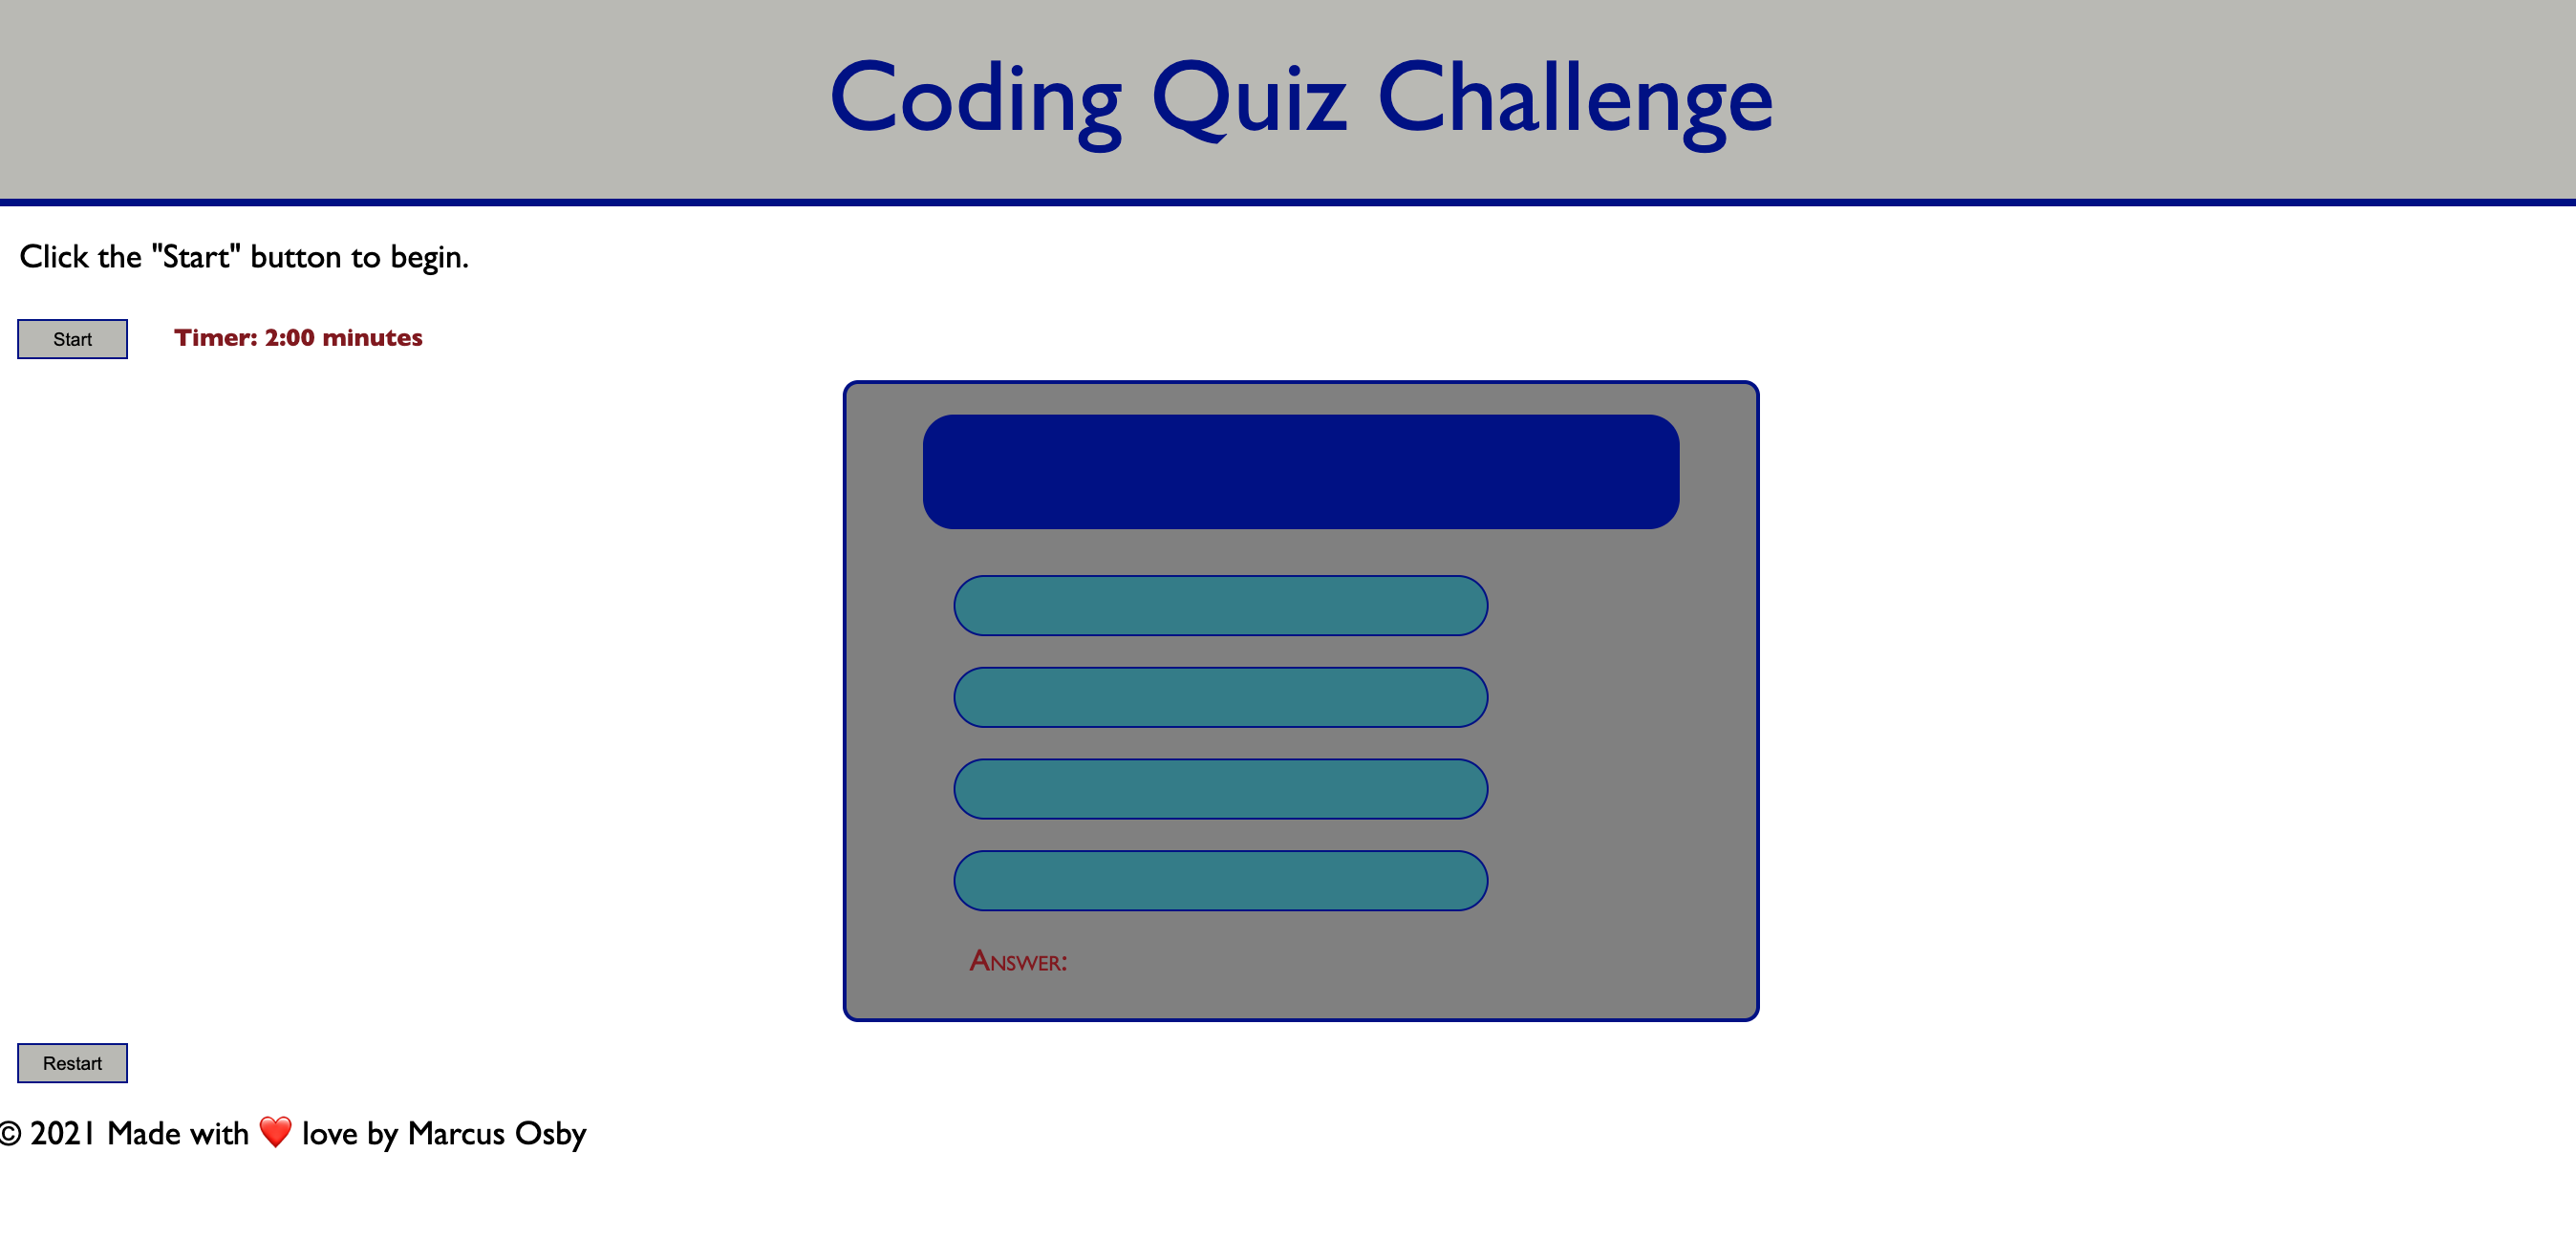 Coding Quiz Challenge
Click the "Start" button to begin.
Start
Timer: 2:00 minutes
Answer:
Restart
© 2021 Made with ❤️ love by Marcus Osby